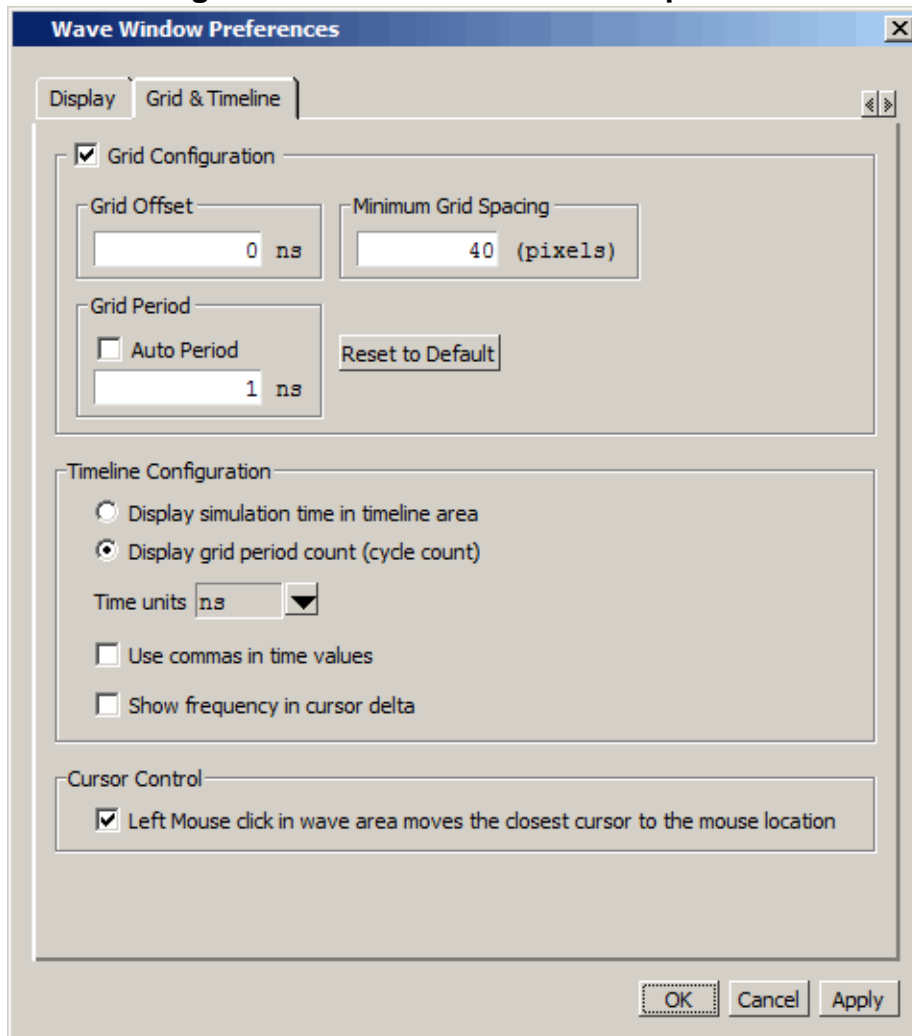 Wave Window Preferences
Display Grid & Timeline
Grid Configuration
Grid Offset Minimum Grid Spacing
0 ns 40 (pixels)
Grid Period
Auto Period
Reset to Default
1 ns
Timeline Configuration
Display simulation time in timeline area
Display grid period count (cycle count)
Time units ns
Use commas in time values
Show frequency in cursor delta
Cursor Control
Left Mouse click in wave area moves the closest cursor to the mouse location
OK Cancel Apply